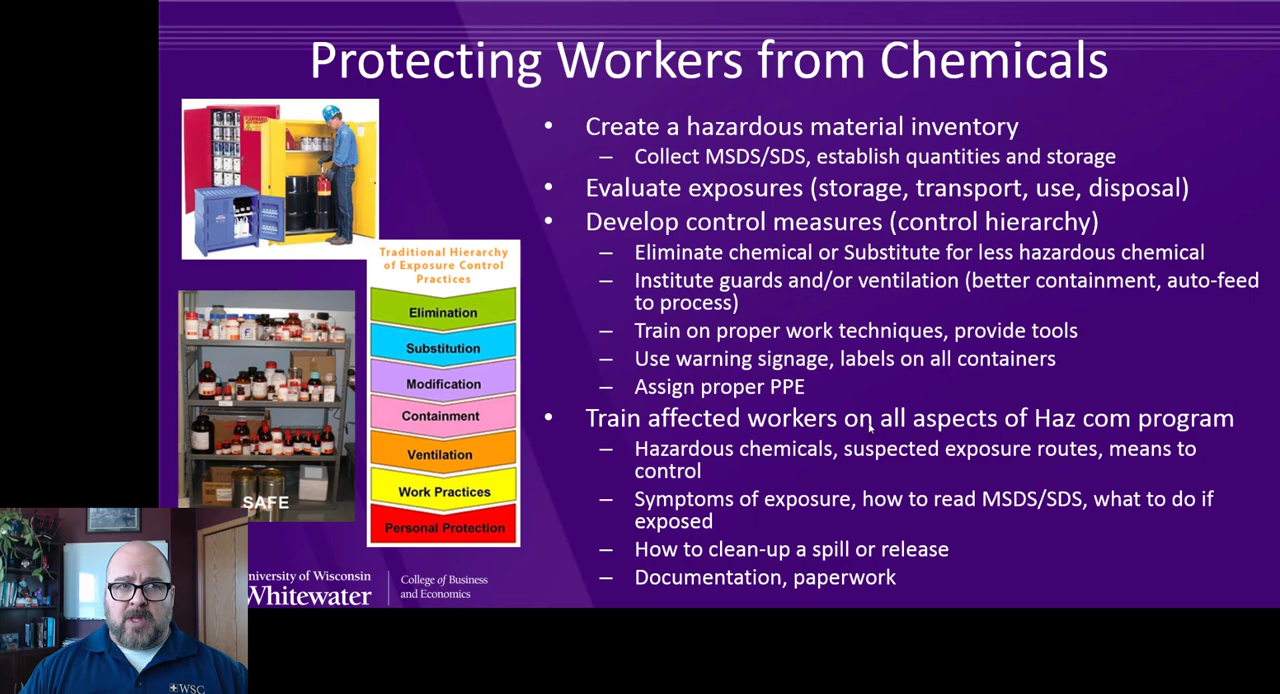 Protecting Workers from Chemicals
• Create a hazardous material inventory
– Collect MSDS/SDS, establish quantities and storage
• Evaluate exposures (storage, transport, use, disposal)
• Develop control measures (control hierarchy)
– Eliminate chemical or Substitute for less hazardous chemical
– Institute guards and/or ventilation (better containment, auto-feed
to process)
– Train on proper work techniques, provide tools
– Use warning signage, labels on all containers
– Assign proper PPE
• Train affected workers on all aspects of Haz com program
– Hazardous chemicals, suspected exposure routes, means to
control
– Symptoms of exposure, how to read MSDS/SDS, what to do if
exposed
– How to clean-up a spill or release
– Documentation, paperwork
Traditional Hierarchy
of Exposure Control
Practices
Elimination
Substitution
Modification
Containment
Ventilation
Work Practices
Personal Protection
SAFE
niversity of Wisconsin
Whitewater
College of Business
and Economics
WSC